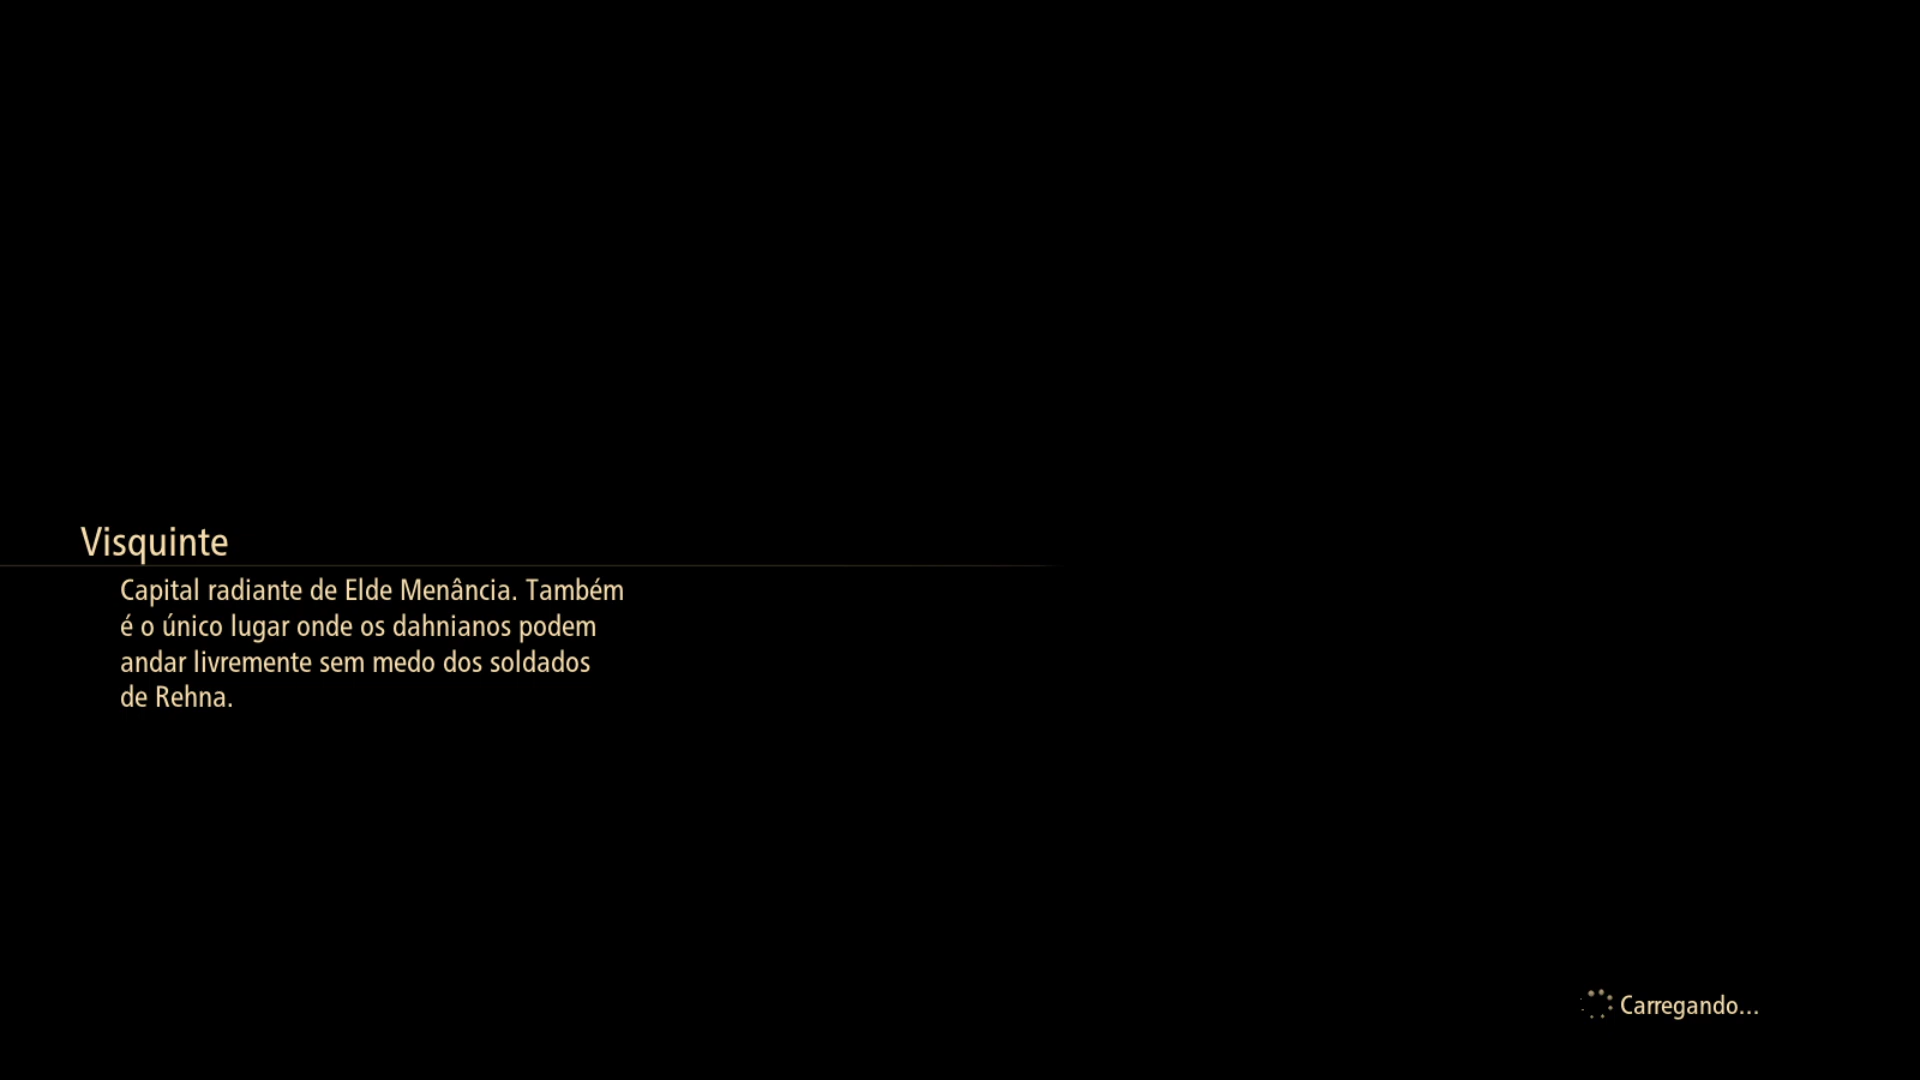 Visquinte
Capital radiante de Elde Menância. Também
é o único lugar onde os dahnianos podem
andar livremente sem medo dos soldados
de Rehna.
Carregando...